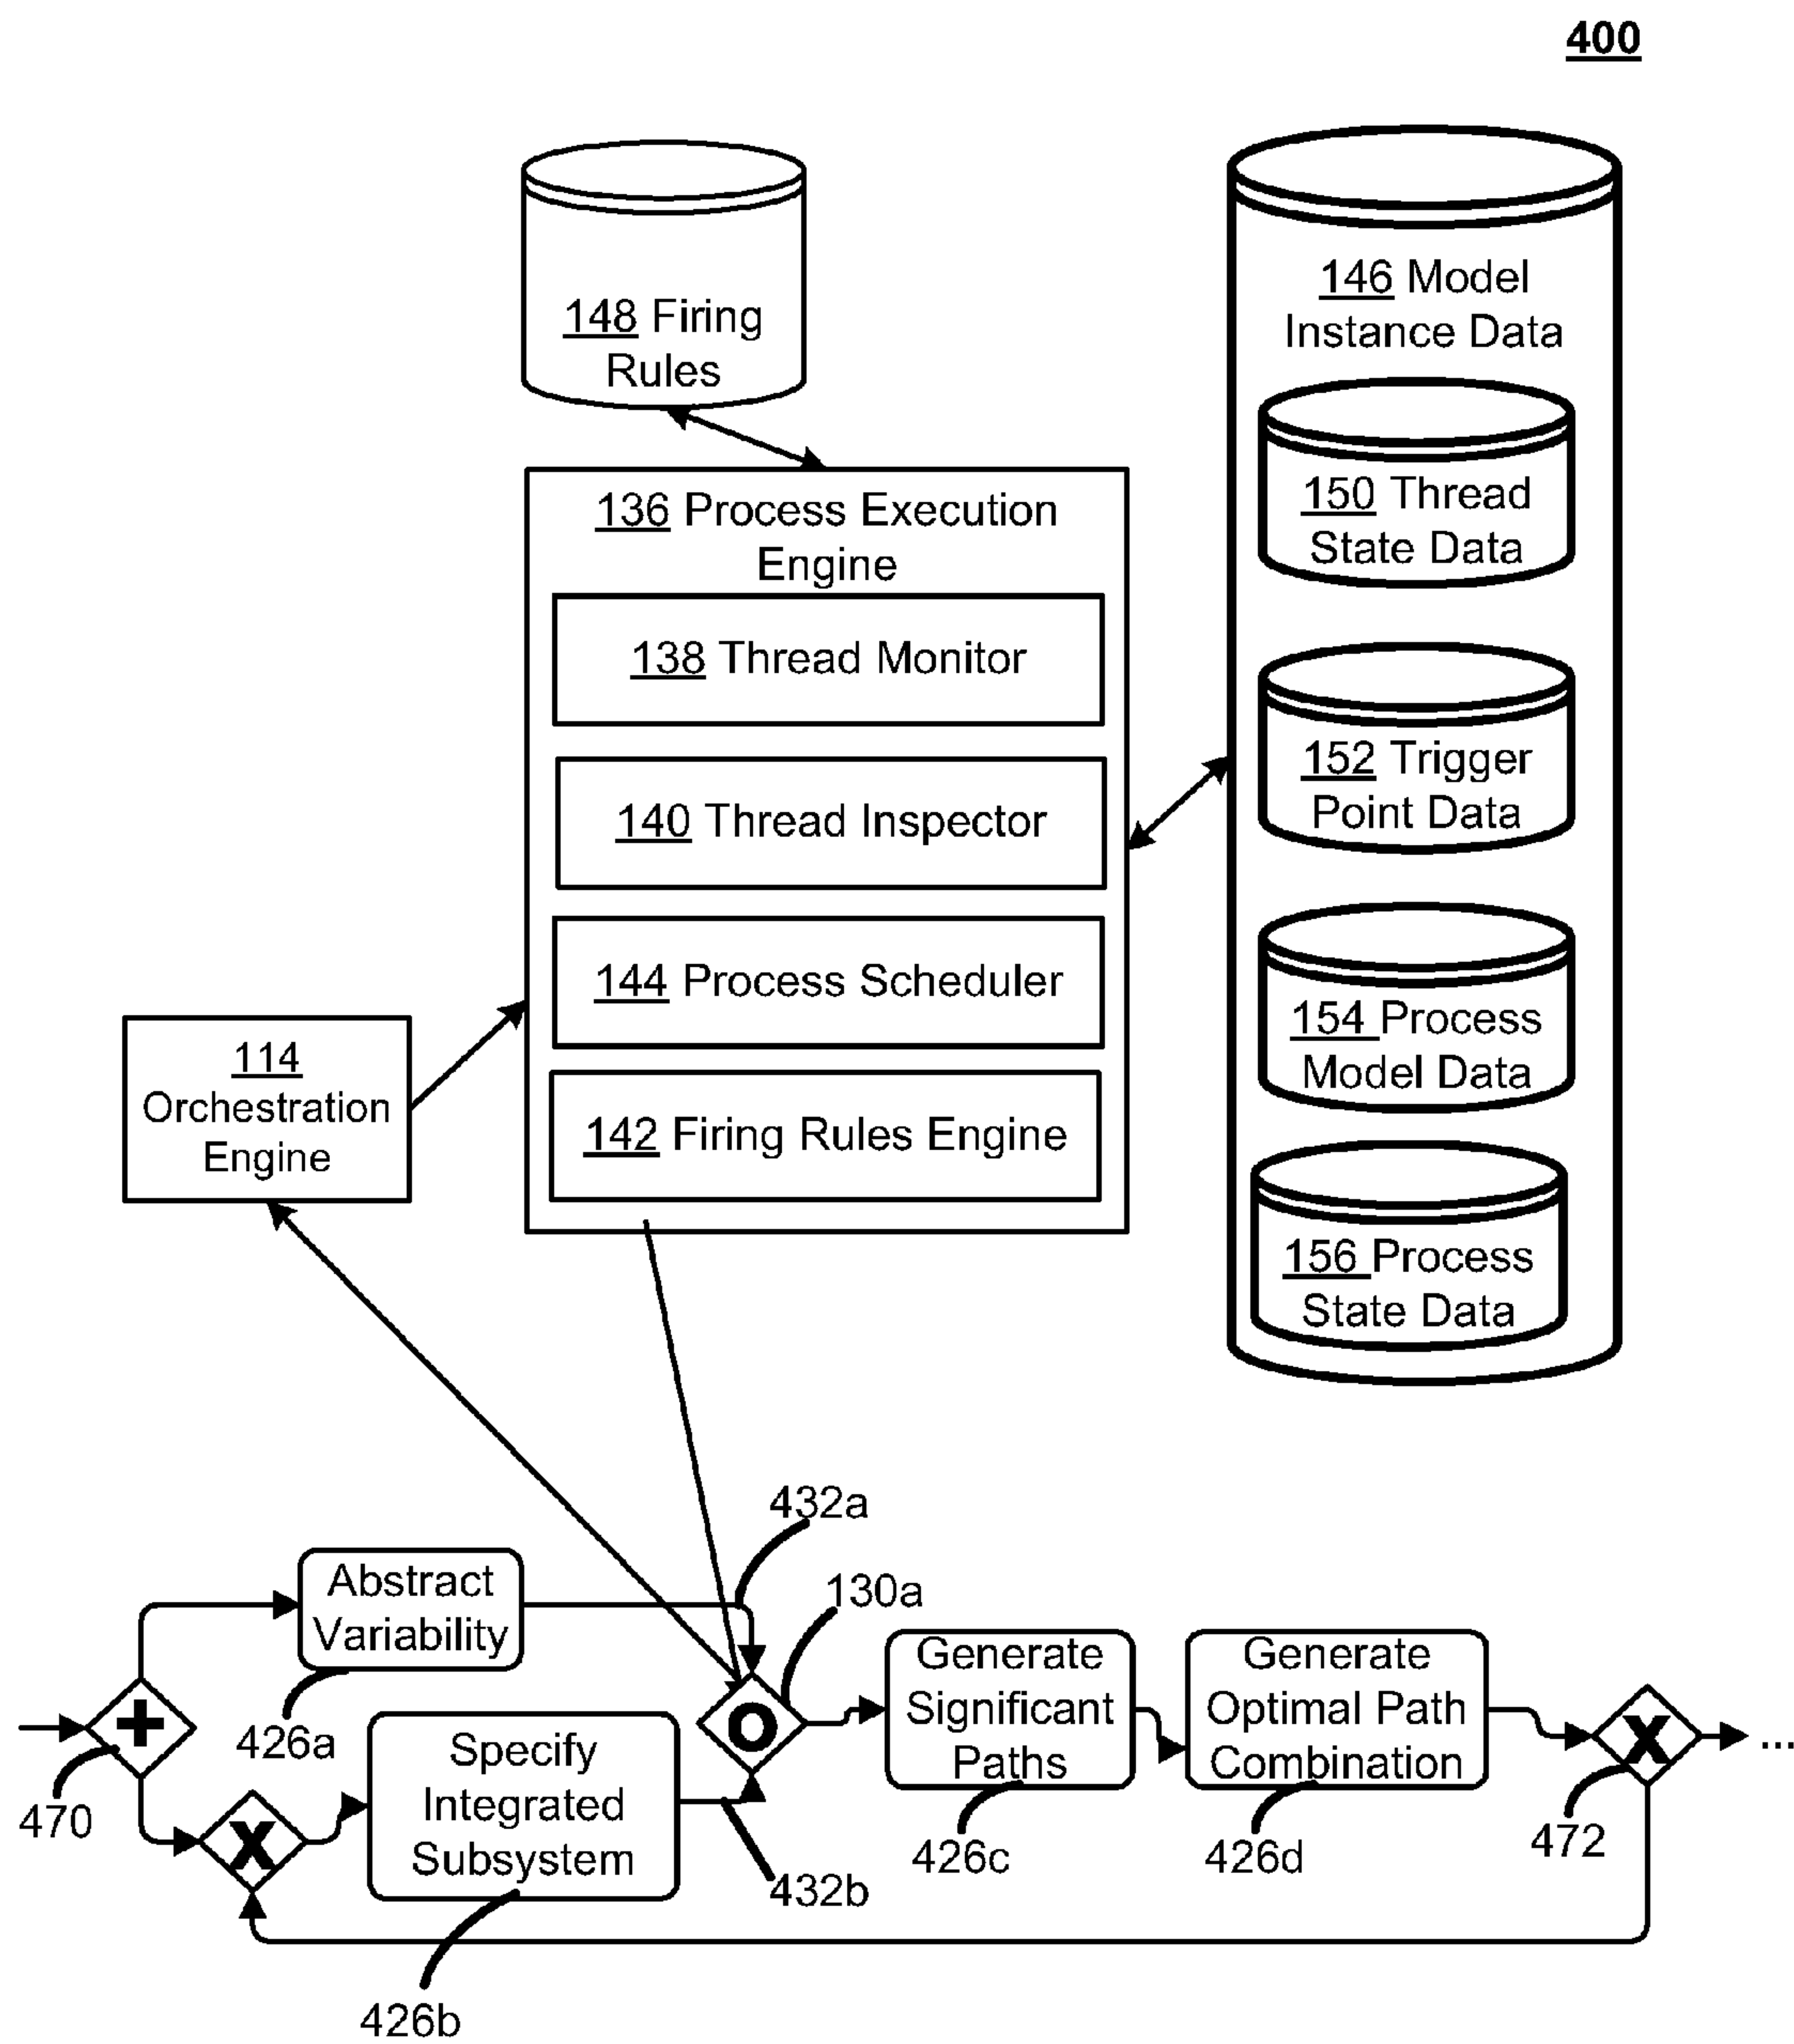 400
148 Firing
Rules
146 Model
Instance Data
150 Thread
State Data
152 Trigger
Point Data
154 Process
Model Data
156 Process
State Data
136 Process Execution
Engine
138 Thread Monitor
140 Thread Inspector
144 Process Scheduler
142 Firing Rules Engine
114
Orchestration
Engine
432a
130a
Abstract
Variability
426a
+
470
X
Specify
Integrated
Subsystem
426b
432b
O
Generate
Significant
Paths
426c
Generate
Optimal Path
Combination
426d
X
472
...